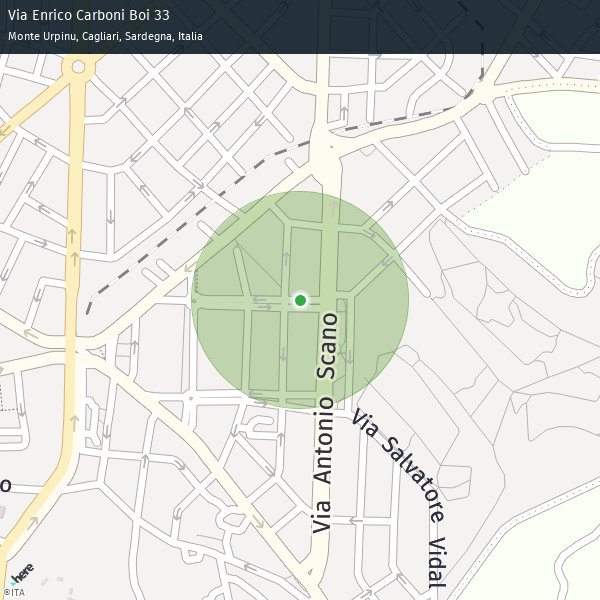 Via Enrico Carboni Boi 33
Monte Urpinu, Cagliari, Sardegna, Italia
Via Antonio Scano
Via Salvatore Vidal
o
here
©ITA